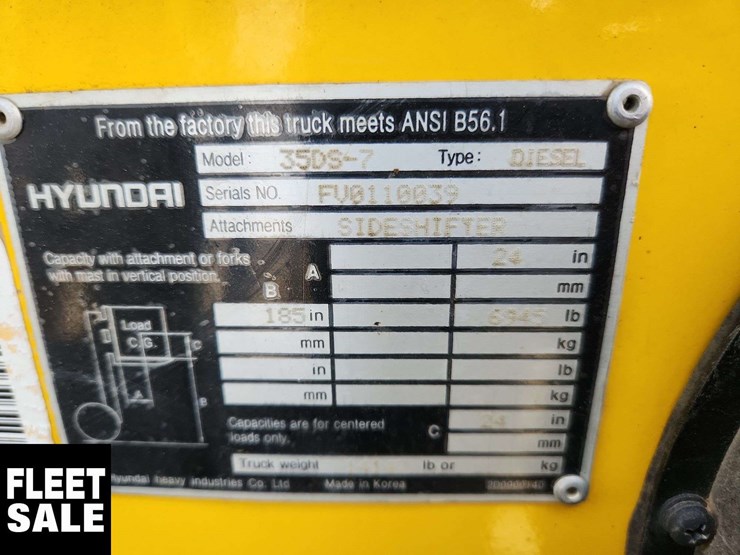 From the factory this truck meets ANSI B56.1
Model: 35DS-7 Type: DIESEL
HYUNDAI
Serials NO. FV0110039
Attachments SIDESHIFTER
Capacity with attachment or forks
with mast in vertical position.
A 24 in
B mm
185 in 6945 lb
mm kg
in lb
mm kg
Load
C.G.
C
A
B
Capacities are for centered
loads only.
C 24 in
mm
Truck weight lb or kg
Hyundai heavy industries Co. Ltd Made in Korea
FLEET
SALE